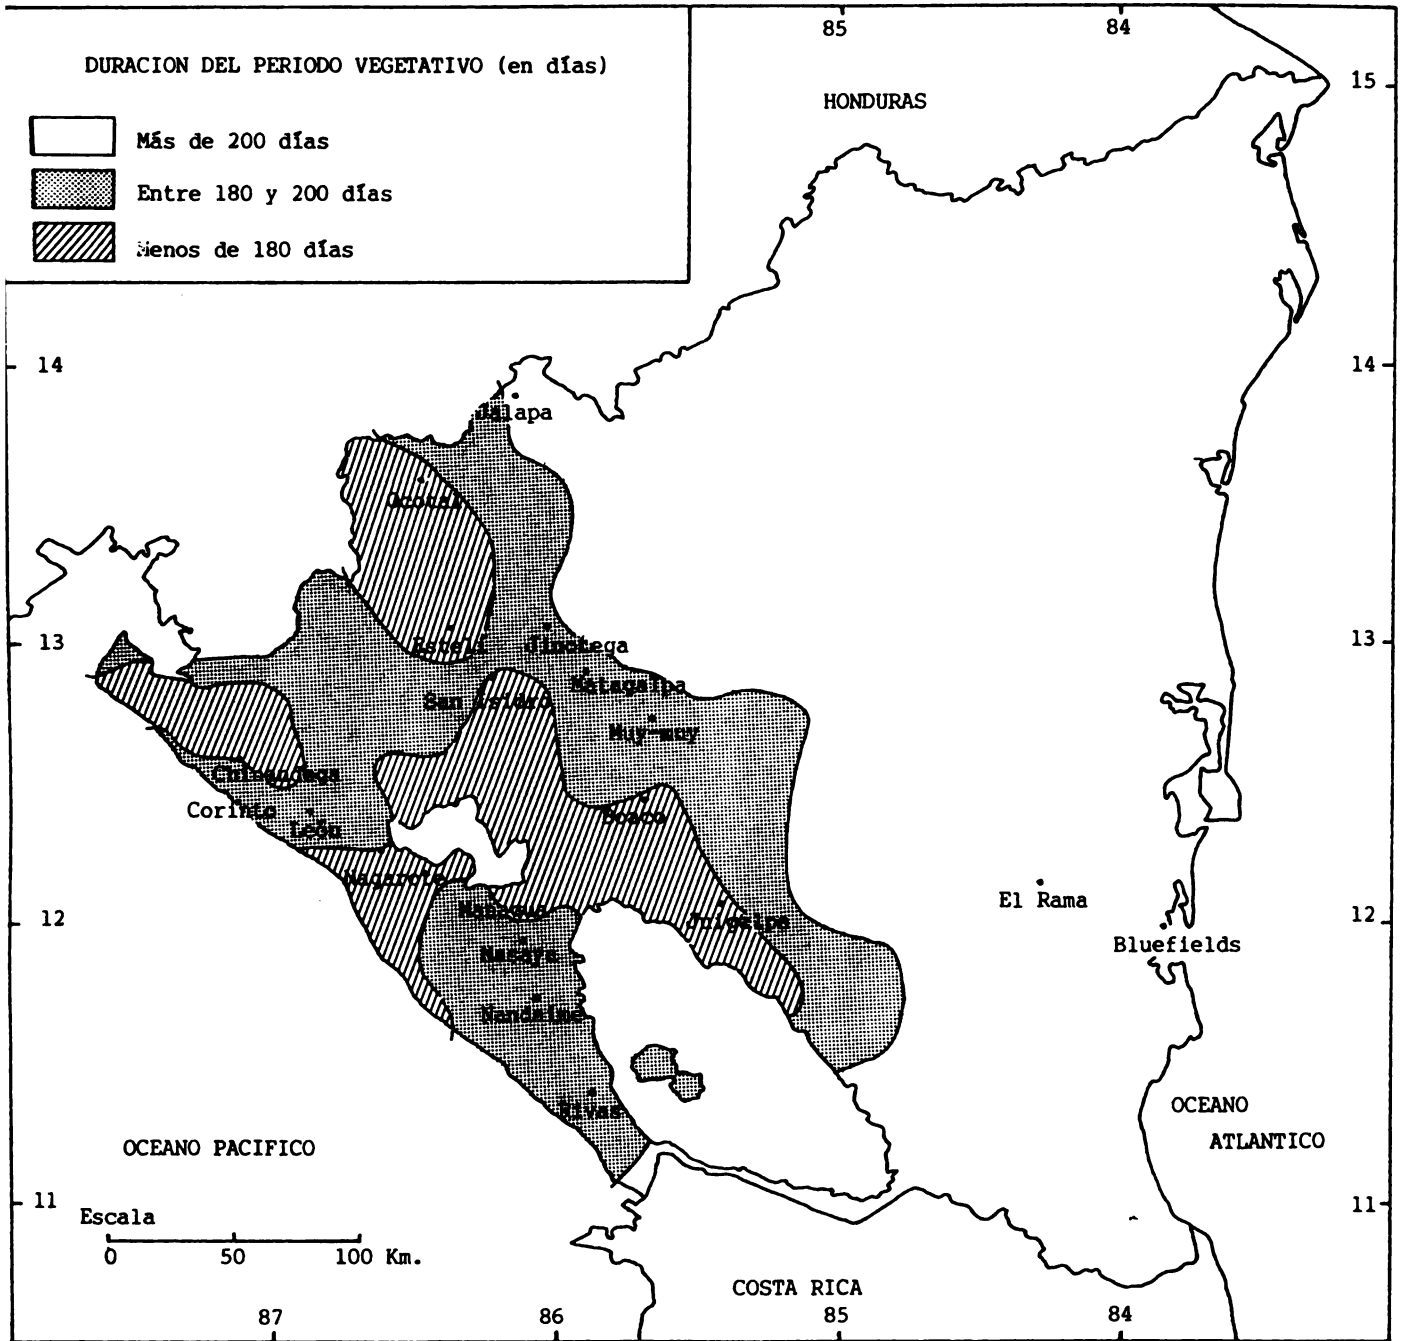 85
84
DURACION DEL PERIODO VEGETATIVO (en días)
Más de 200 días
Entre 180 y 200 días
Menos de 180 días
HONDURAS
15
14
14
Jalapa
Ocotal
13
Estelí
Jinotega
13
Matagalpa
San Isidro
Muy-muy
Chinandega
Corinto
León
Boaco
Nagarote
El Rama
12
Managua
Juigalpa
12
Masaya
Bluefields
Nandaime
Rivas
OCEANO
ATLANTICO
OCEANO PACIFICO
11
11
Escala
0 50 100 Km.
COSTA RICA
87
86
85
84